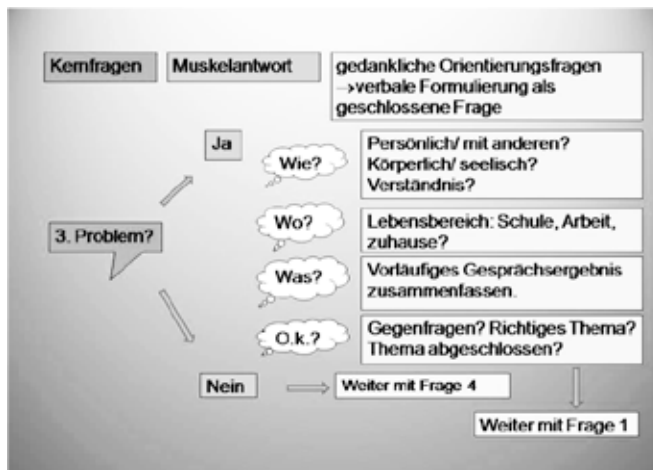 Kernfragen
Muskelantwort
gedankliche Orientierungsfragen
→verbale Formulierung als
geschlossene Frage
Ja
Wie?
Persönlich/ mit anderen?
Körperlich/ seelisch?
Verständnis?
3. Problem?
Wo?
Lebensbereich: Schule, Arbeit,
zuhause?
Was?
Vorläufiges Gesprächsergebnis
zusammenfassen.
O.k.?
Gegenfragen? Richtiges Thema?
Thema abgeschlossen?
Nein
Weiter mit Frage 4
Weiter mit Frage 1